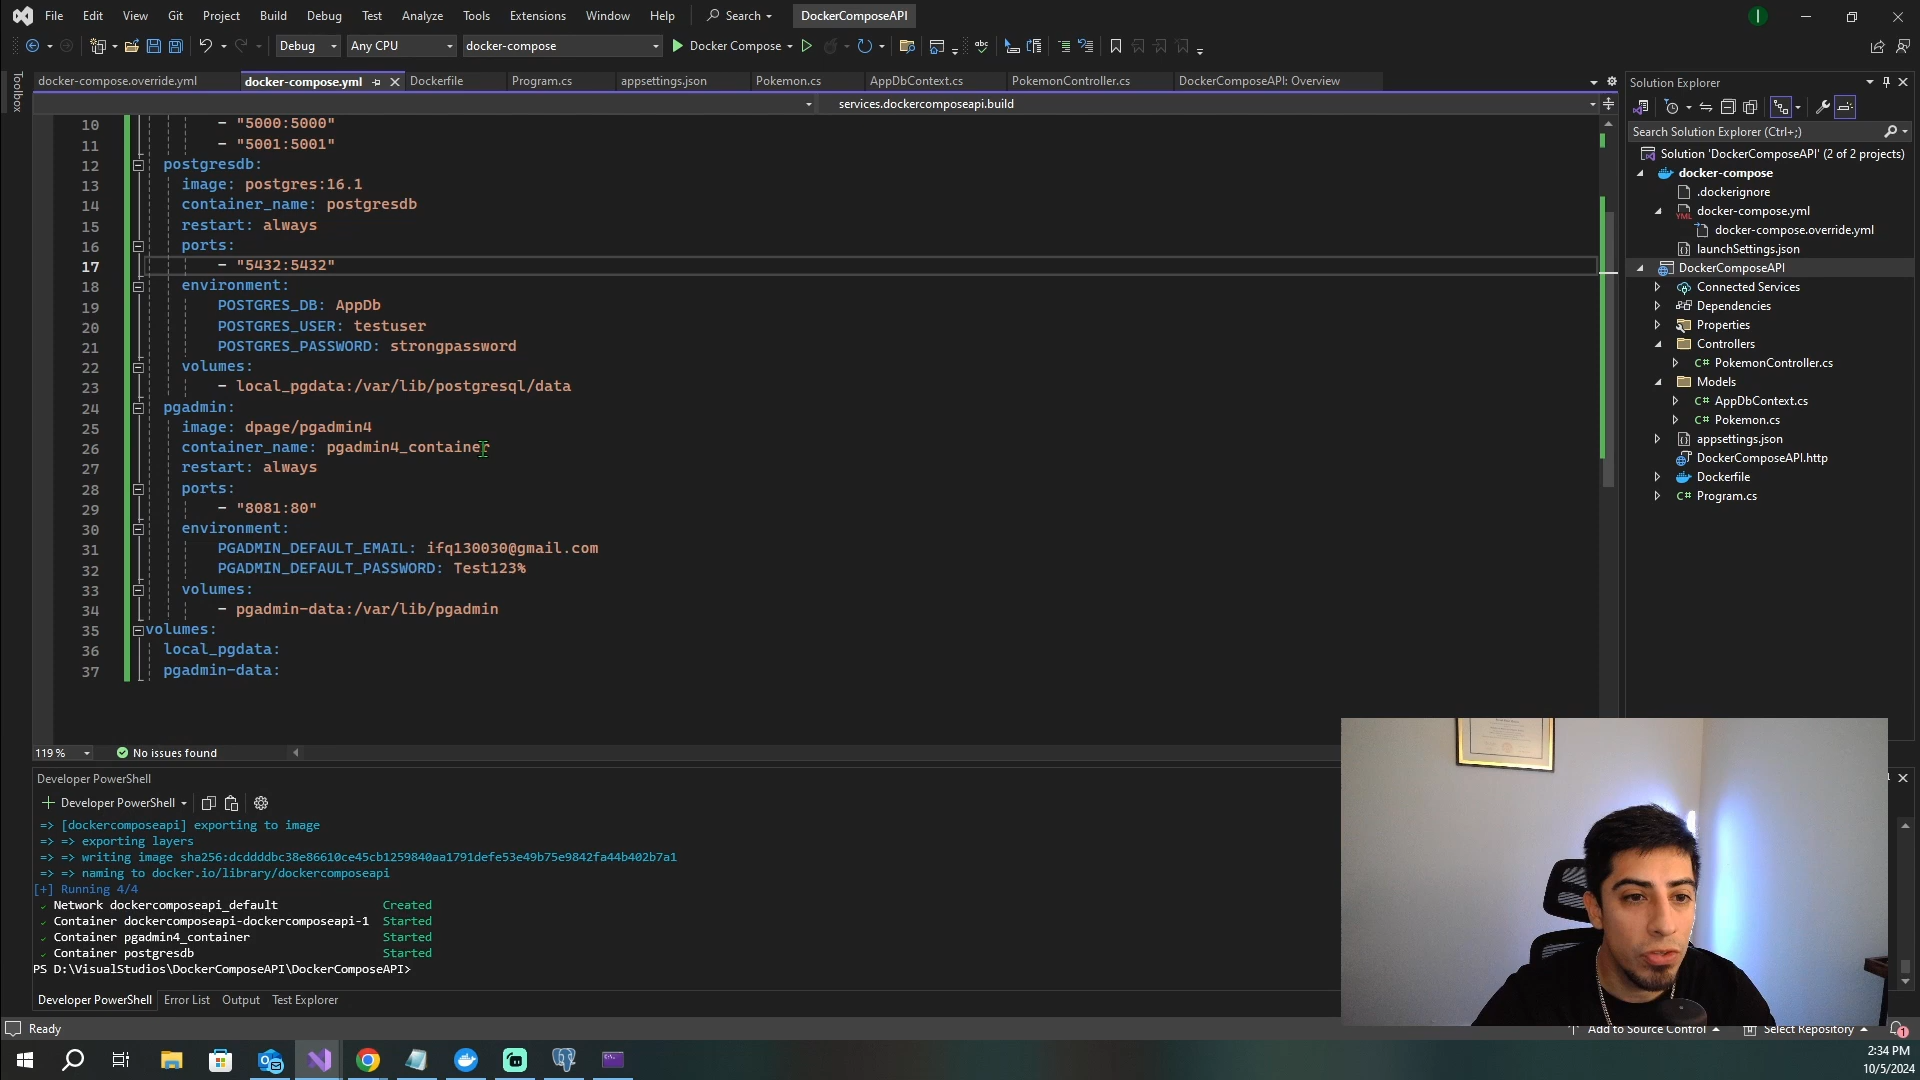 File Edit View Git Project Build Debug Test Analyze Tools Extensions Window Help Search DockerComposeAPI
Debug Any CPU docker-compose Docker Compose
docker-compose.override.yml docker-compose.yml Dockerfile Program.cs appsettings.json Pokemon.cs AppDbContext.cs PokemonController.cs DockerComposeAPI: Overview
Toolbox
services.dockercomposeapi.build
10 - "5000:5000"
11 - "5001:5001"
12 postgresdb:
13 image: postgres:16.1
14 container_name: postgresdb
15 restart: always
16 ports:
17 - "5432:5432"
18 environment:
19 POSTGRES_DB: AppDb
20 POSTGRES_USER: testuser
21 POSTGRES_PASSWORD: strongpassword
22 volumes:
23 - local_pgdata:/var/lib/postgresql/data
24 pgadmin:
25 image: dpage/pgadmin4
26 container_name: pgadmin4_container
27 restart: always
28 ports:
29 - "8081:80"
30 environment:
31 PGADMIN_DEFAULT_EMAIL: ifq130030@gmail.com
32 PGADMIN_DEFAULT_PASSWORD: Test123%
33 volumes:
34 - pgadmin-data:/var/lib/pgadmin
35 volumes:
36 local_pgdata:
37 pgadmin-data:
119 % No issues found
Solution Explorer
Search Solution Explorer (Ctrl+;)
Solution 'DockerComposeAPI' (2 of 2 projects)
docker-compose
.dockerignore
docker-compose.yml
docker-compose.override.yml
launchSettings.json
DockerComposeAPI
Connected Services
Dependencies
Properties
Controllers
C# PokemonController.cs
Models
C# AppDbContext.cs
C# Pokemon.cs
appsettings.json
DockerComposeAPI.http
Dockerfile
C# Program.cs
Developer PowerShell
Developer PowerShell
=> [dockercomposeapi] exporting to image
=> => exporting layers
=> => writing image sha256:dcddddbc38e86610ce45cb1259840aa1791defe53e49b75e9842fa44b402b7a1
=> => naming to docker.io/library/dockercomposeapi
[+] Running 4/4
✓ Network dockercomposeapi_default Created
✓ Container dockercomposeapi-dockercomposeapi-1 Started
✓ Container pgadmin4_container Started
✓ Container postgresdb Started
PS D:\VisualStudios\DockerComposeAPI\DockerComposeAPI>
Developer PowerShell Error List Output Test Explorer
Ready Add to Source Control Select Repository 1
2:34 PM
10/5/2024